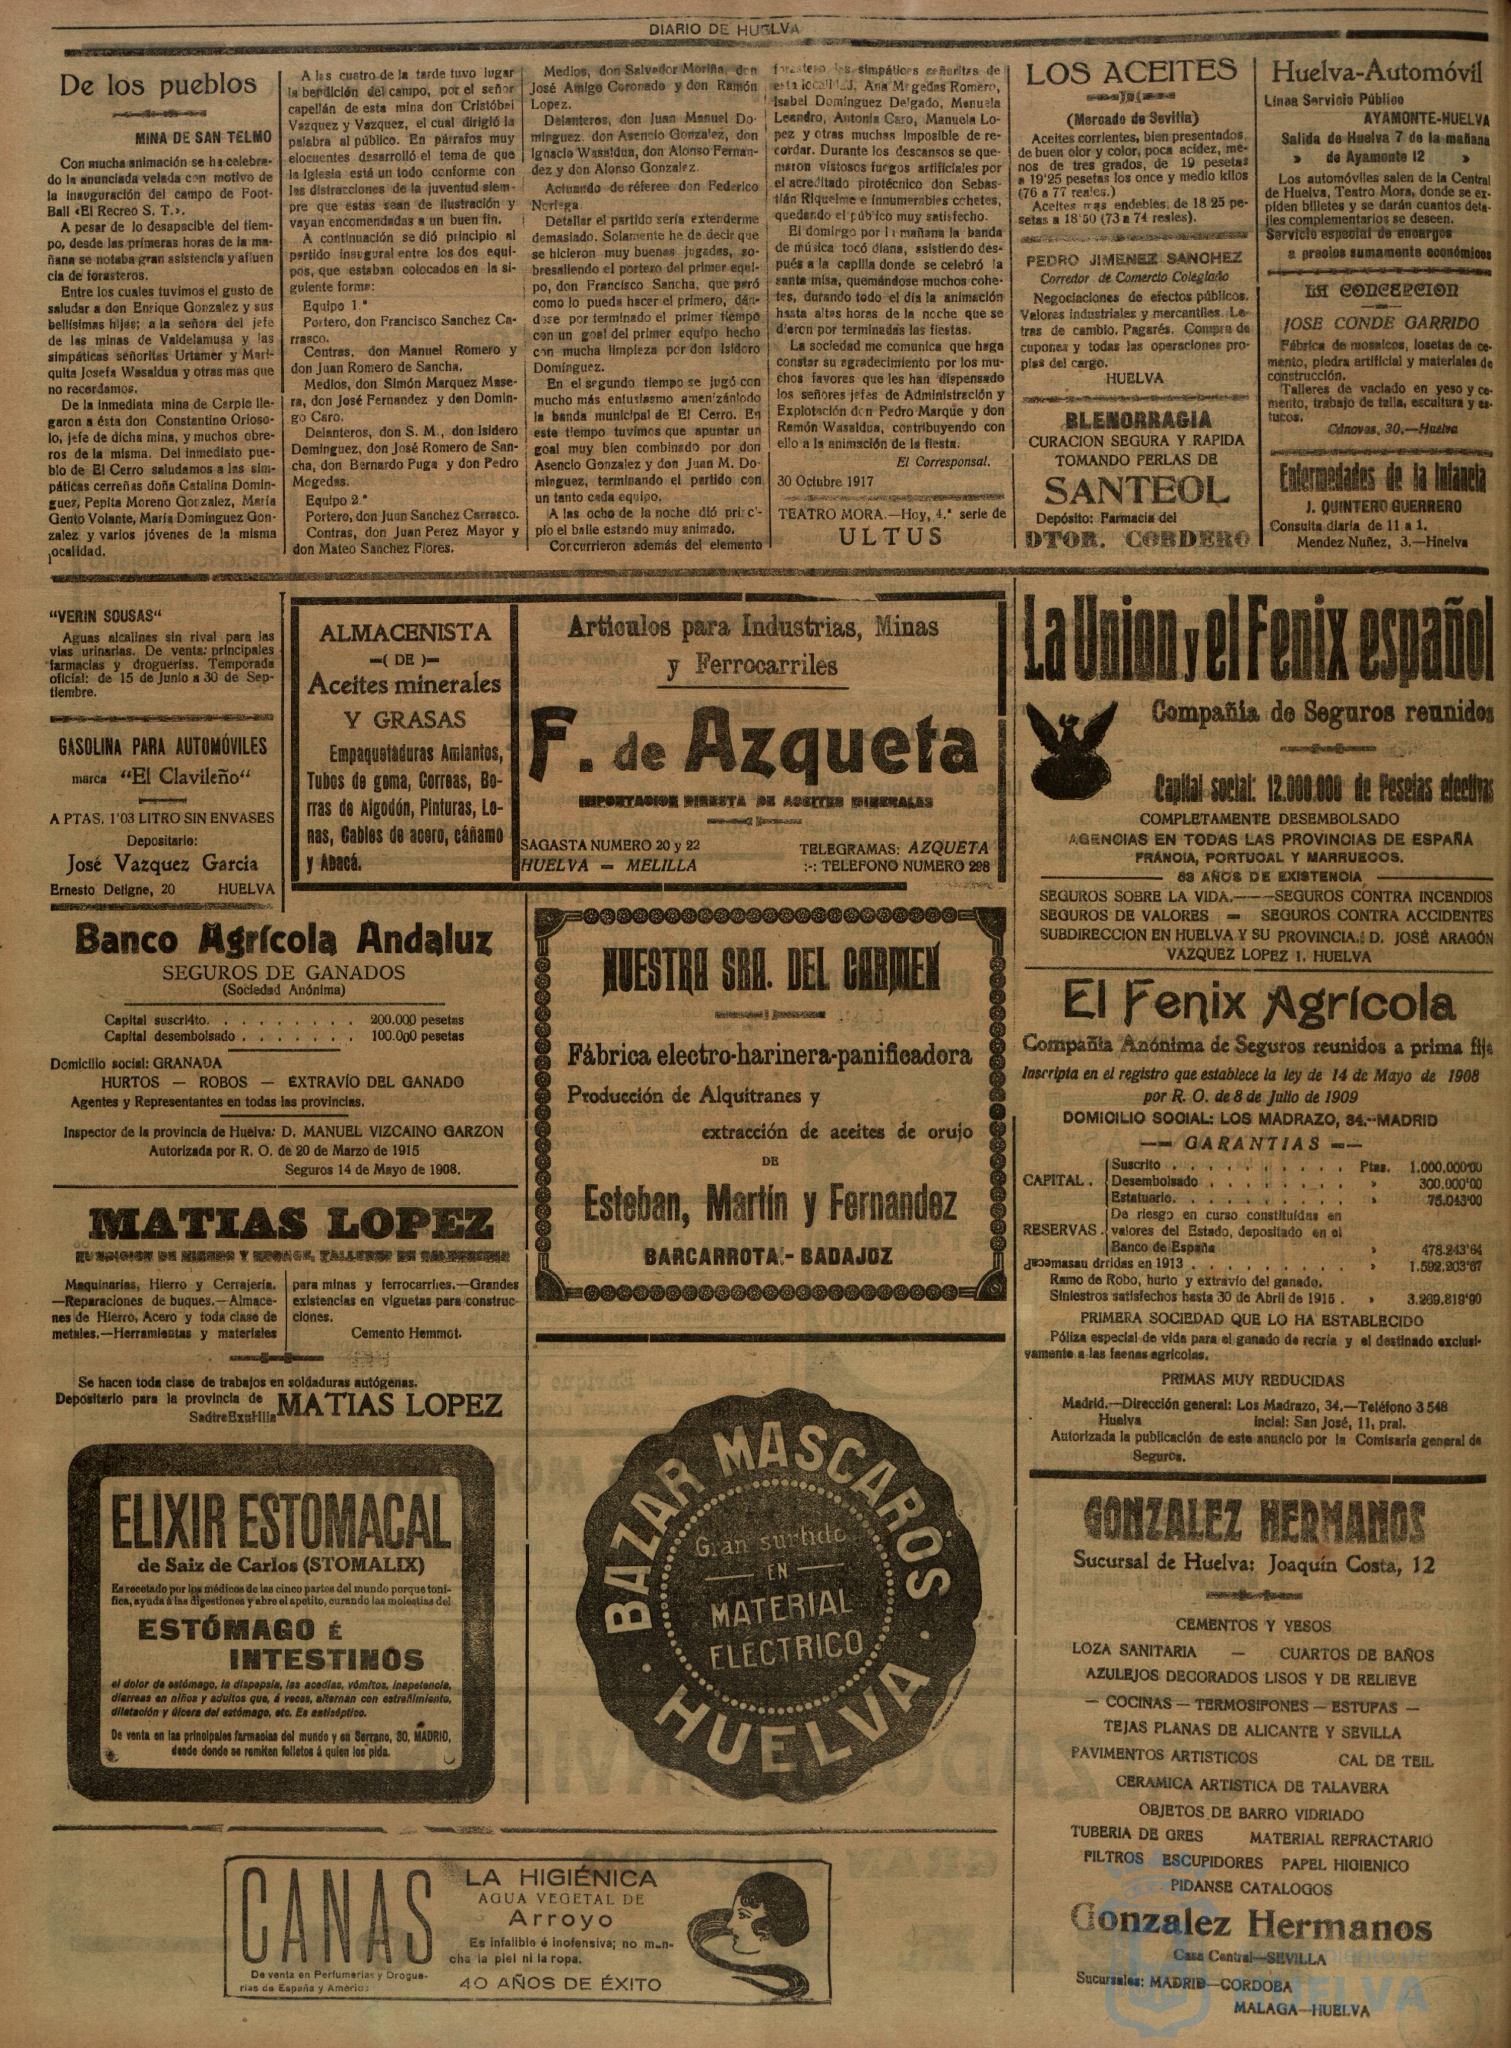 DIARIO DE HUELVA
De los pueblos
MINA DE SAN TELMO
Con mucha animación se ha celebra-
do la anunciada velada con motivo de
la inauguración del campo de Foot-
Ball «El Recreo S. T.».
A pesar de lo desapacible del tiem-
po, desde las primeras horas de la ma-
ñana se notaba gran asistencia y afluen
cia de forasteros.
Entre los cuales tuvimos el gusto de
saludar a don Enrique Gonzalez y sus
bellísimas hijas; a la señora del jefe
de las minas de Valdelamusa y las
simpáticas señoritas Urtamer y Mari-
quita Josefa Wasaldua y otras mas que
no recordamos.
De la inmediata mina de Carpio lle-
garon a ésta don Constantino Orioso-
lo, jefe de dicha mina, y muchos obre-
ros de la misma. Del inmediato pue-
blo de El Cerro saludamos a las sim-
páticas cerreñas doña Catalina Domin-
guez, Pepita Moreno Gonzalez, María
Gento Volante, María Dominguez Gon-
zalez y varios jóvenes de la misma
localidad.
A las cuatro de la tarde tuvo lugar
la bendición del campo, por el señor
capellán de esta mina don Cristóbal
Vazquez y Vazquez, el cual dirigió la
palabra al público. En párrafos muy
elocuentes desarrolló el tema de que
la Iglesia está un todo conforme con
las distracciones de la juventud siem-
pre que estas sean de ilustración y
vayan encomendadas a un buen fin.
A continuación se dió principio al
partido inaugural entre los dos equi-
pos, que estaban colocados en la si-
guiente forma:
Equipo 1.ª
Portero, don Francisco Sanchez Ca-
rrasco.
Contras, don Manuel Romero y
don Juan Romero de Sancha.
Medios, don Simón Marquez Mase-
ra, don José Fernandez y don Domin-
go Caro.
Delanteros, don S. M., don Isidero
Dominguez, don José Romero de San-
cha, don Bernardo Puga y don Pedro
Megedas.
Equipo 2.ª
Portero, don Juan Sanchez Carrasco.
Contras, don Juan Perez Mayor y
don Mateo Sanchez Flores.
Medios, don Salvador Moriña, don
José Amigo Coronado y don Ramón
Lopez.
Delanteros, don Juan Manuel Do-
minguez, don Asencio Gonzalez, don
Ignacio Wasaldua, don Alonso Fernan-
dez y don Alonso Gonzalez.
Actuando de réferee don Federico
Noriega.
Detallar el partido sería extenderme
demasiado. Solamente he de decir que
se hicieron muy buenas jugadas, so-
bresaliendo el portero del primer equi-
po, don Francisco Sancha, que paró
como lo pueda hacer el primero, dán-
dose por terminado el primer tiempo
con un goal del primer equipo hecho
con mucha limpieza por don Isidero
Domínguez.
En el segundo tiempo se jugó con
mucho más entusiasmo amenizándolo
la banda municipal de El Cerro. En
este tiempo tuvimos que apuntar un
goal muy bien combinado por don
Asencio Gonzalez y don Juan M. Do-
minguez, terminando el partido con
un tanto cada equipo.
A las ocho de la noche dió princ'-
pio el baile estando muy animado.
Concurrieron además del elemento
forastero las simpáticas señoritas de
esta localidad, Ana Megedas Romero,
Isabel Dominguez Delgado, Manuela
Leandro, Antonia Caro, Manuela Lo-
pez y otras muchas imposible de re-
cordar. Durante los descansos se que-
maron vistosos fuegos artificiales por
el acreditado pirotécnico don Sebas-
tián Riquelme e innumerables cohetes,
quedando el público muy satisfecho.
El domingo por la mañana la banda
de música tocó diana, asistiendo des-
pués a la capilla donde se celebró la
santa misa, quemándose muchos cohe-
tes, durando todo el día la animación
hasta altas horas de la noche que se
dieron por terminadas las fiestas.
La sociedad me comunica que haga
constar su agradecimiento por los mu-
chos favores que les han dispensado
los señores jefes de Administración y
Explotación don Pedro Marque y don
Ramón Wasaldua, contribuyendo con
ello a la animación de la fiesta.
El Corresponsal.
30 Octubre 1917
TEATRO MORA.—Hoy, 4.ª serie de
ULTUS
LOS ACEITES
(Mercado de Sevilla)
Aceites corrientes, bien presentados,
de buen olor y color, poca acidez, me-
nos de tres grados, de 19 pesetas
a 19'25 pesetas los once y medio kilos
(76 a 77 reales.)
Aceites mas endebles, de 18 25 pe-
setas a 18'50 (73 a 74 reales).
PEDRO JIMENEZ SANCHEZ
Corredor de Comercio Colegiado
Negociaciones de efectos públicos.
Valores industriales y mercantiles. Le-
tras de cambio. Pagarés. Compra de
cupones y todas las operaciones pro-
pias del cargo.
HUELVA
BLENORRAGIA
CURACION SEGURA Y RAPIDA
TOMANDO PERLAS DE
SANTEOL
Depósito: Farmacia del
DTOR. CORDERO
Huelva-Automóvil
Línea Servicio Público
AYAMONTE-HUELVA
Salida de Huelva 7 de la mañana
» de Ayamonte 12 »
Los automóviles salen de la Central
de Huelva, Teatro Mora, donde se ex-
piden billetes y se darán cuantos deta-
lles complementarios se deseen.
Servicio especial de encargos
a precios sumamente económicos
LA CONCEPCION
JOSE CONDE GARRIDO
Fábrica de mosaicos, losetas de ce-
mento, piedra artificial y materiales de
construcción.
Talleres de vaciado en yeso y ce-
mento, trabajo de talla, escultura y es-
tucos.
Cánovas, 30.—Huelva
Enfermedades de la Infancia
J. QUINTERO GUERRERO
Consulta diaria de 11 a 1.
Mendez Nuñez, 3.—Hnelva
“VERIN SOUSAS“
Aguas alcalinas sin rival para las
vías urinarias. De venta: principales
farmacias y droguerías. Temporada
oficial: de 15 de Junio a 30 de Sep-
tiembre.
GASOLINA PARA AUTOMÓVILES
marca “El Clavileño“
A PTAS. 1'03 LITRO SIN ENVASES
Depositario:
José Vazquez Garcia
Ernesto Deligne, 20 HUELVA
ALMACENISTA
—( DE )—
Aceites minerales
Y GRASAS
Empaquetaduras Amiantos,
Tubos de goma, Correas, Bo-
rras de Algodón, Pinturas, Lo-
nas, Cables de acero, cáñamo
y Abacá.
Artículos para Industrias, Minas
y Ferrocarriles
F. de Azqueta
IMPORTACION DIRECTA DE ACEITES MINERALES
SAGASTA NUMERO 20 y 22
HUELVA — MELILLA
TELEGRAMAS: AZQUETA
:-: TELEFONO NUMERO 298
La Union y el Fenix español
Compañia de Seguros reunidos
Capital social: 12.000.000 de Pesetas efectivas
COMPLETAMENTE DESEMBOLSADO
AGENCIAS EN TODAS LAS PROVINCIAS DE ESPAÑA
FRANCIA, PORTUGAL Y MARRUECOS.
53 AÑOS DE EXISTENCIA
SEGUROS SOBRE LA VIDA.———SEGUROS CONTRA INCENDIOS
SEGUROS DE VALORES — SEGUROS CONTRA ACCIDENTES
SUBDIRECCION EN HUELVA Y SU PROVINCIA.: D. JOSÉ ARAGÓN
VAZQUEZ LOPEZ 1. HUELVA
Banco Agrícola Andaluz
SEGUROS DE GANADOS
(Sociedad Anónima)
Capital suscri4to. . . . . . . . . 200.000 pesetas
Capital desembolsado . . . . . . . 100.000 pesetas
Domicilio social: GRANADA
HURTOS — ROBOS — EXTRAVÍO DEL GANADO
Agentes y Representantes en todas las provincias.
Inspector de la provincia de Huelva: D. MANUEL VIZCAINO GARZON
Autorizada por R. O. de 20 de Marzo de 1915
Seguros 14 de Mayo de 1908.
MATIAS LOPEZ
FUNDICION DE HIERRO Y BRONCE, TALLERES DE CALDERERIA
Maquinarias, Hierro y Cerrajería.
—Reparaciones de buques.—Almace-
nes de Hierro, Acero y toda clase de
metales.—Herramientas y materiales
para minas y ferrocarriles.—Grandes
existencias en viguetas para construc-
ciones.
Cemento Hemmot.
Se hacen toda clase de trabajos en soldaduras autógenas.
Depositario para la provincia de MATIAS LOPEZ
ELIXIR ESTOMACAL
de Saiz de Carlos (STOMALIX)
Es recetado por los médicos de las cinco partes del mundo porque toni-
fica, ayuda á las digestiones y abre el apetito, curando las molestias del
ESTÓMAGO É
INTESTINOS
el dolor de estómago, la dispepsia, las acedías, vómitos, inapetencia,
diarreas en niños y adultos que, á veces, alternan con estreñimiento,
dilatación y úlcera del estómago, etc. Es antiséptico.
De venta en las principales farmacias del mundo y en Serrano, 30, MADRID,
desde donde se remiten folletos á quien los pida.
NUESTRA SRA. DEL CARMEN
Fábrica electro-harinera-panificadora
Producción de Alquitranes y
extracción de aceites de orujo
DE
Esteban, Martín y Fernandez
BARCARROTA.-BADAJOZ
BAZAR MASCAROS
Gran surtido
EN
MATERIAL
ELÉCTRICO
HUELVA
El Fenix Agrícola
Compañía Anónima de Seguros reunidos a prima fije
Inscripta en el registro que establece la ley de 14 de Mayo de 1908
por R. O. de 8 de Julio de 1909
DOMICILIO SOCIAL: LOS MADRAZO, 34.-MADRID
—— GARANTIAS ——
CAPITAL . Suscrito . . . . . . . . . . Ptas. 1.000.000'00
Desembolsado . . . . . . . . » 300.000'00
Estatuario. . . . . . . . . . » 75.043'00
RESERVAS . De riesgo en curso constituídas en
valores del Estado, depositado en el
Banco de España » 478.243'64
dridas en 1913 . . . . . . . . . » 1.592.203'67
Ramo de Robo, hurto y extravío del ganado.
Siniestros satisfechos hasta 30 de Abril de 1915 . » 3.269.819'90
PRIMERA SOCIEDAD QUE LO HA ESTABLECIDO
Póliza especial de vida para el ganado de recría y el destinado exclusi-
vamente a las faenas agrícolas.
PRIMAS MUY REDUCIDAS
Madrid.—Dirección general: Los Madrazo, 34.—Teléfono 3 548
Huelva incial: San José, 11, pral.
Autorizada la publicación de este anuncio por la Comisaría general de
Seguros.
GONZALEZ HERMANOS
Sucursal de Huelva: Joaquín Costa, 12
CEMENTOS Y YESOS
LOZA SANITARIA — CUARTOS DE BAÑOS
AZULEJOS DECORADOS LISOS Y DE RELIEVE
— COCINAS — TERMOSIFONES — ESTUFAS —
TEJAS PLANAS DE ALICANTE Y SEVILLA
PAVIMENTOS ARTISTICOS CAL DE TEIL
CERAMICA ARTISTICA DE TALAVERA
OBJETOS DE BARRO VIDRIADO
TUBERIA DE GRES MATERIAL REFRACTARIO
FILTROS ESCUPIDORES PAPEL HIGIENICO
PIDANSE CATALOGOS
Gonzalez Hermanos
Casa Central—SEVILLA
Sucursales: MADRID—CORDOBA
MALAGA—HUELVA
CANAS
De venta en Perfumerías y Drogue-
rías de España y América
LA HIGIÉNICA
AGUA VEGETAL DE
Arroyo
Es infalible é inofensiva; no man-
cha la piel ni la ropa.
40 AÑOS DE ÉXITO
HUELVA